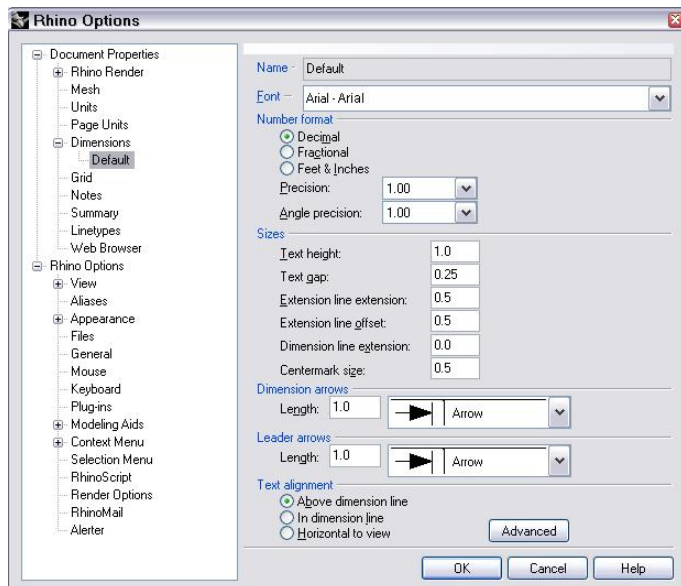 Rhino Options
Document Properties
Rhino Render
Mesh
Units
Page Units
Dimensions
Default
Grid
Notes
Summary
Linetypes
Web Browser
Rhino Options
View
Aliases
Appearance
Files
General
Mouse
Keyboard
Plug-ins
Modeling Aids
Context Menu
Selection Menu
RhinoScript
Render Options
RhinoMail
Alerter
Name Default
Font Arial - Arial
Number format
Decimal
Fractional
Feet & Inches
Precision: 1.00
Angle precision: 1.00
Sizes
Text height: 1.0
Text gap: 0.25
Extension line extension: 0.5
Extension line offset: 0.5
Dimension line extension: 0.0
Centermark size: 0.5
Dimension arrows
Length: 1.0 Arrow
Leader arrows
Length: 1.0 Arrow
Text alignment
Above dimension line
In dimension line
Horizontal to view
Advanced
OK Cancel Help